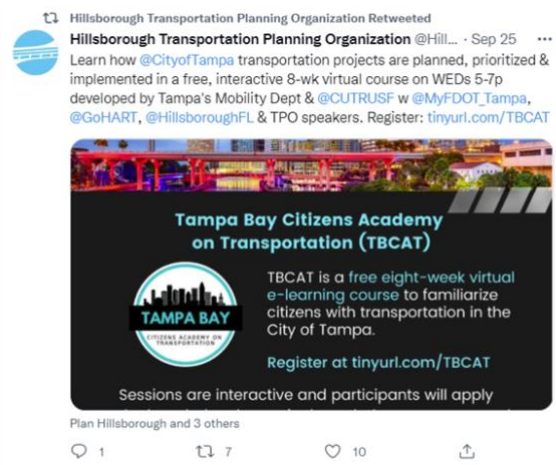 Hillsborough Transportation Planning Organization Retweeted
Hillsborough Transportation Planning Organization @Hill... · Sep 25 ...
Learn how @CityofTampa transportation projects are planned, prioritized &
implemented in a free, interactive 8-wk virtual course on WEDs 5-7p
developed by Tampa's Mobility Dept & @CUTRUSF w @MyFDOT_Tampa,
@GoHART, @HillsboroughFL & TPO speakers. Register: tinyurl.com/TBCAT
Tampa Bay Citizens Academy
on Transportation (TBCAT)
TAMPA BAY
CITIZENS ACADEMY ON
TRANSPORTATION
TBCAT is a free eight-week virtual
e-learning course to familiarize
citizens with transportation in the
City of Tampa.
Register at tinyurl.com/TBCAT
Sessions are interactive and participants will apply
Plan Hillsborough and 3 others
1 7 10